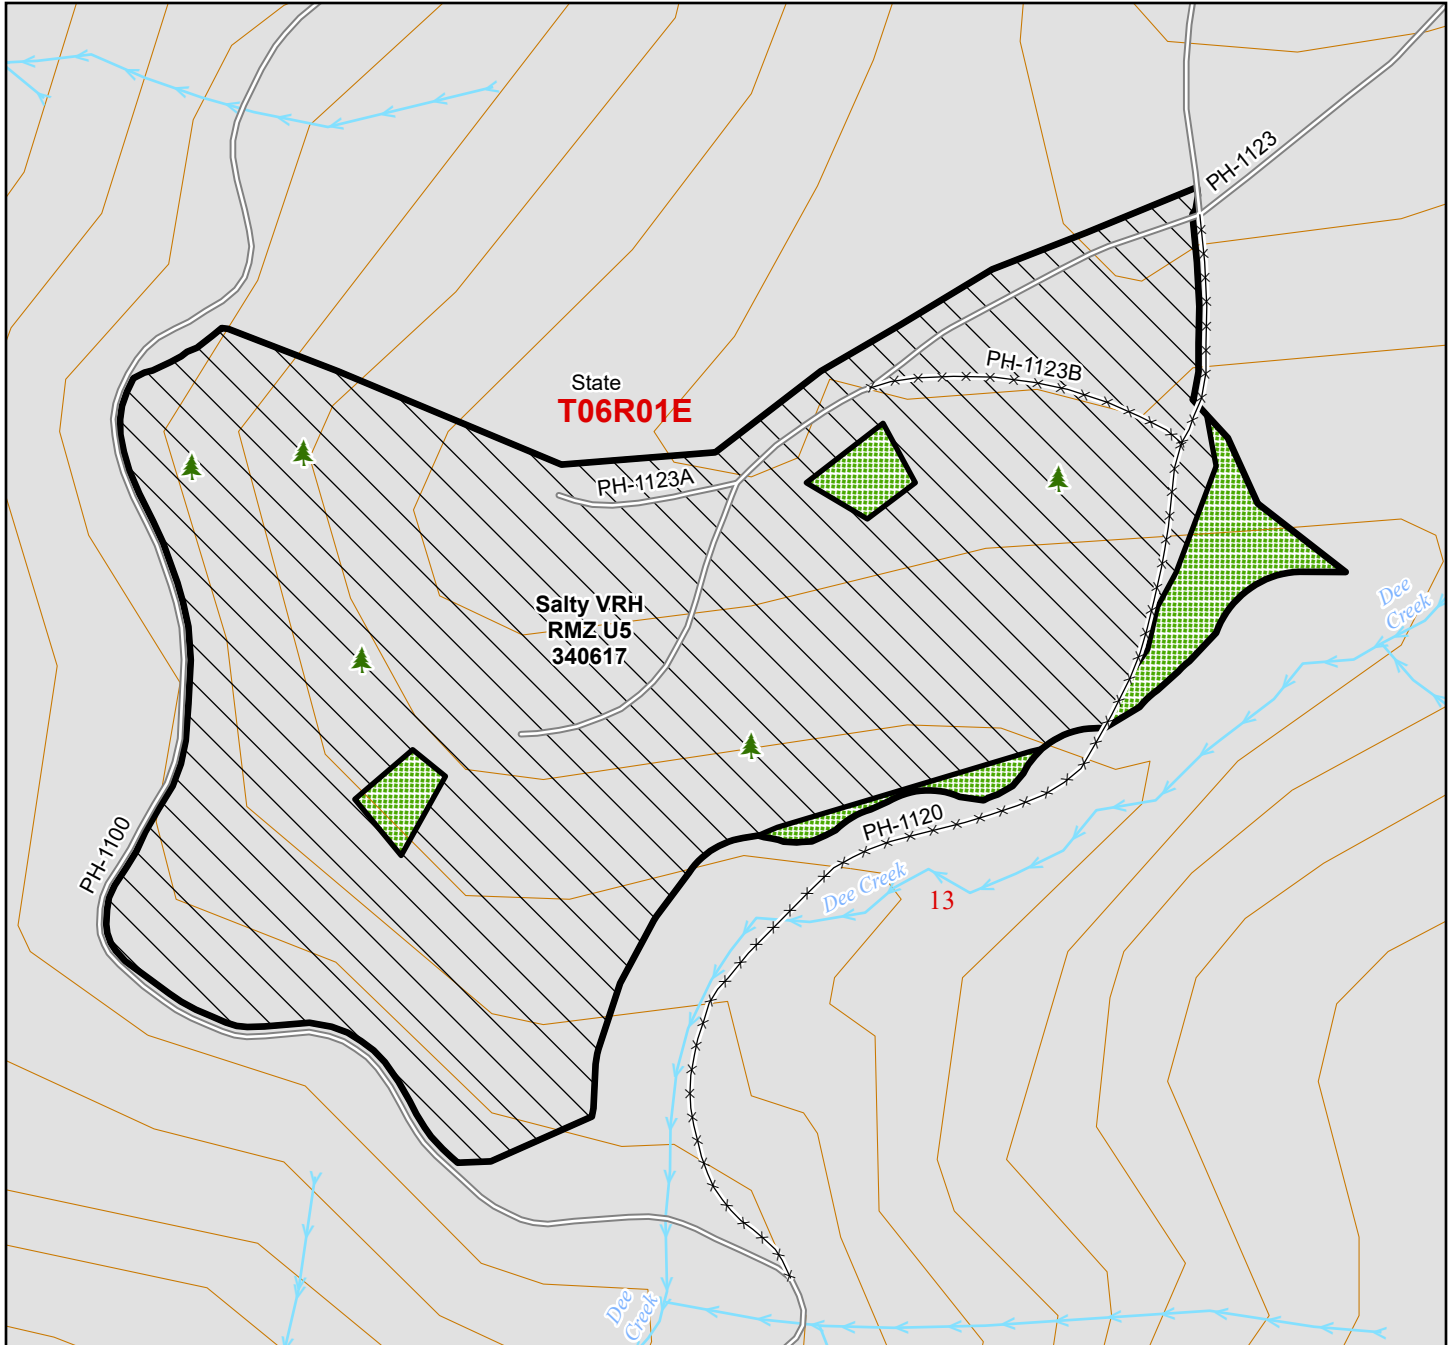 PH-1123
PH-1123B
State
T06R01E
PH-1123A
Dee
Creek
Salty VRH
RMZ U5
340617
PH-1120
PH-1100
Dee Creek
13
Dee
Creek